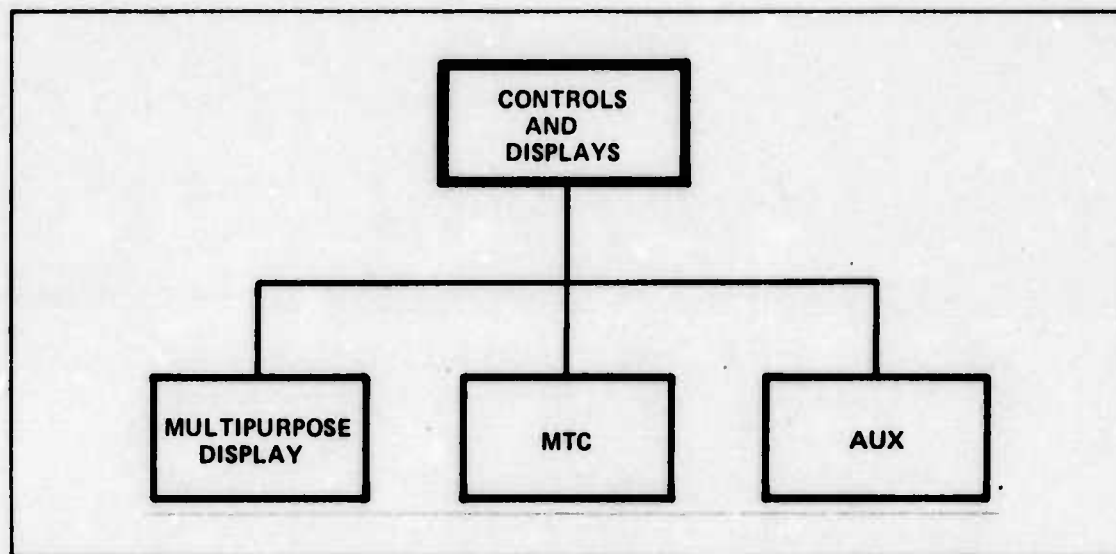 CONTROLS
AND
DISPLAYS
MULTIPURPOSE
DISPLAY
MTC
AUX